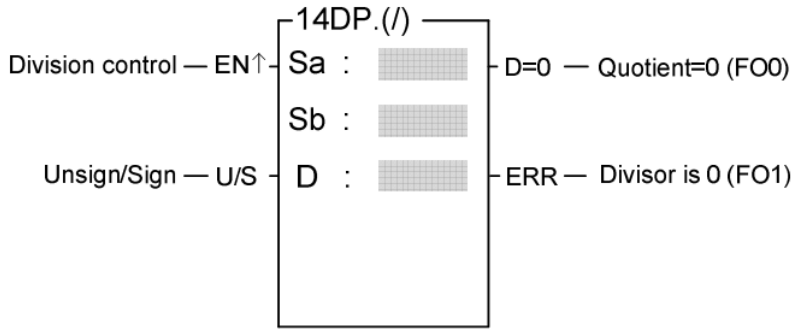 14DP.(/)
Division control — EN↑ Sa : D=0 — Quotient=0 (FO0)
Sb :
Unsign/Sign — U/S D : ERR — Divisor is 0 (FO1)